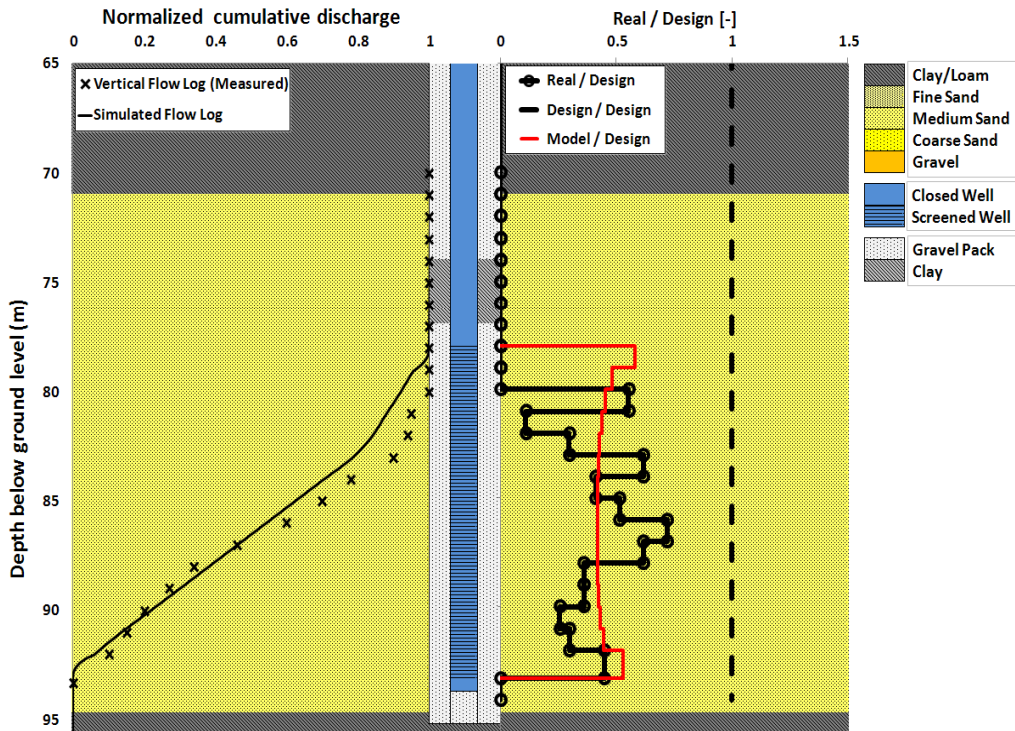 Normalized cumulative discharge
Real / Design [-]
0 0.2 0.4 0.6 0.8 1
0 0.5 1 1.5
65
70
75
80
85
90
95
Depth below ground level (m)
Vertical Flow Log (Measured)
Simulated Flow Log
Real / Design
Design / Design
Model / Design
Clay/Loam
Fine Sand
Medium Sand
Coarse Sand
Gravel
Closed Well
Screened Well
Gravel Pack
Clay